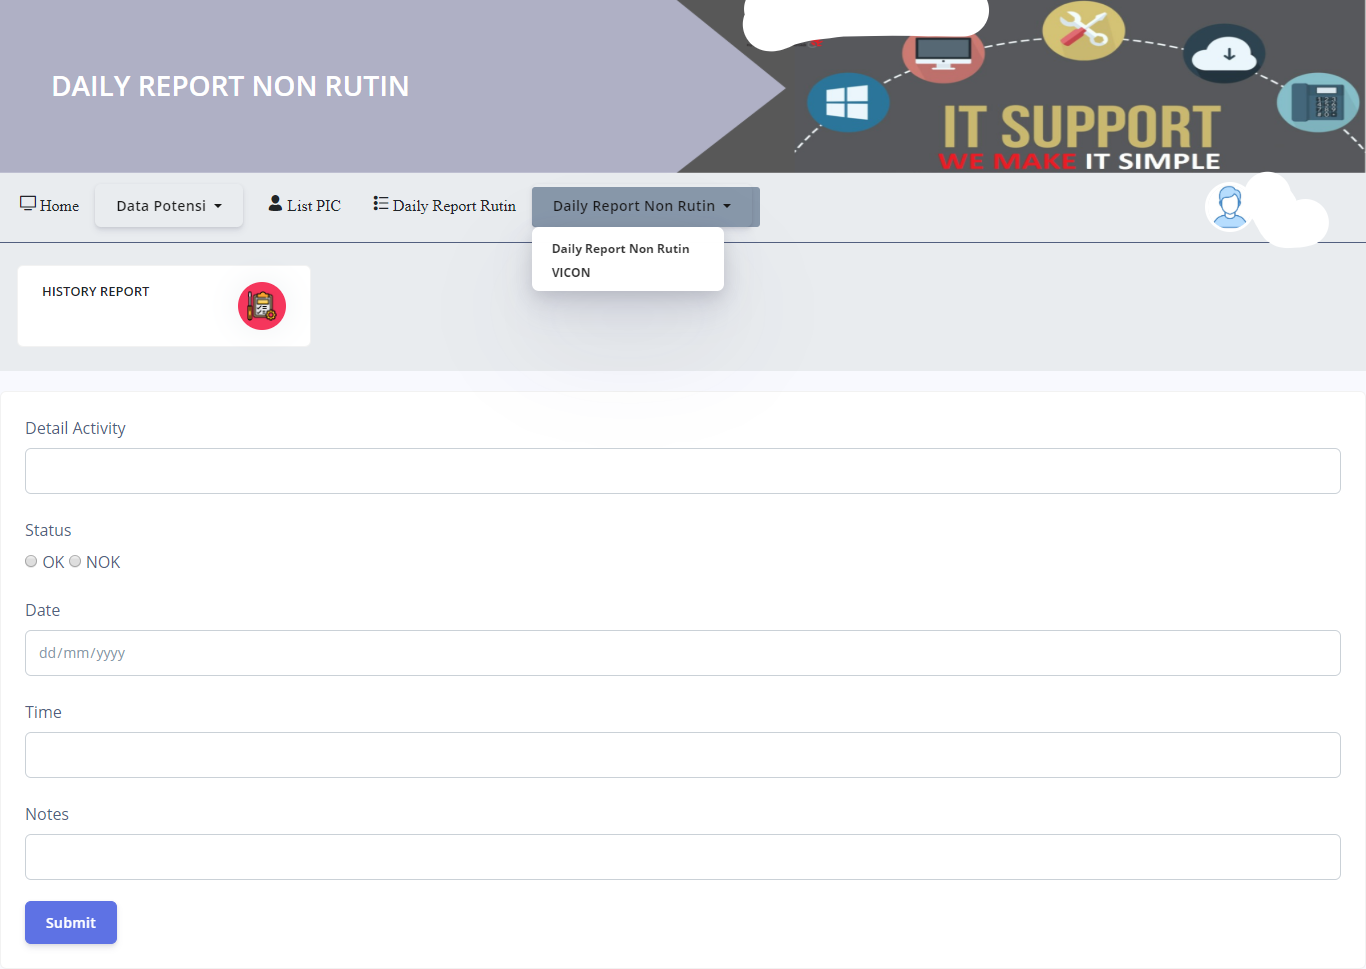 DAILY REPORT NON RUTIN
IT SUPPORT
WE MAKE IT SIMPLE
Home
Data Potensi
List PIC
Daily Report Rutin
Daily Report Non Rutin
Daily Report Non Rutin
VICON
HISTORY REPORT
Detail Activity
Status
OK NOK
Date
dd/mm/yyyy
Time
Notes
Submit